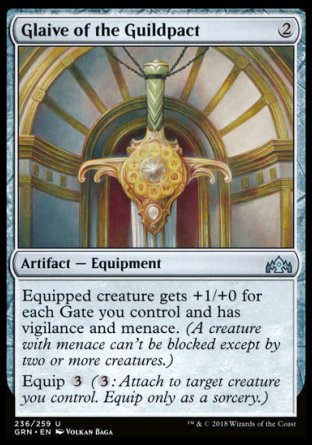 Glaive of the Guildpact 2
Artifact — Equipment
Equipped creature gets +1/+0 for
each Gate you control and has
vigilance and menace. (A creature
with menace can't be blocked except by
two or more creatures.)
Equip 3 (3: Attach to target creature
you control. Equip only as a sorcery.)
236/259 U
GRN • EN Volkan Baga ™ & © 2018 Wizards of the Coast